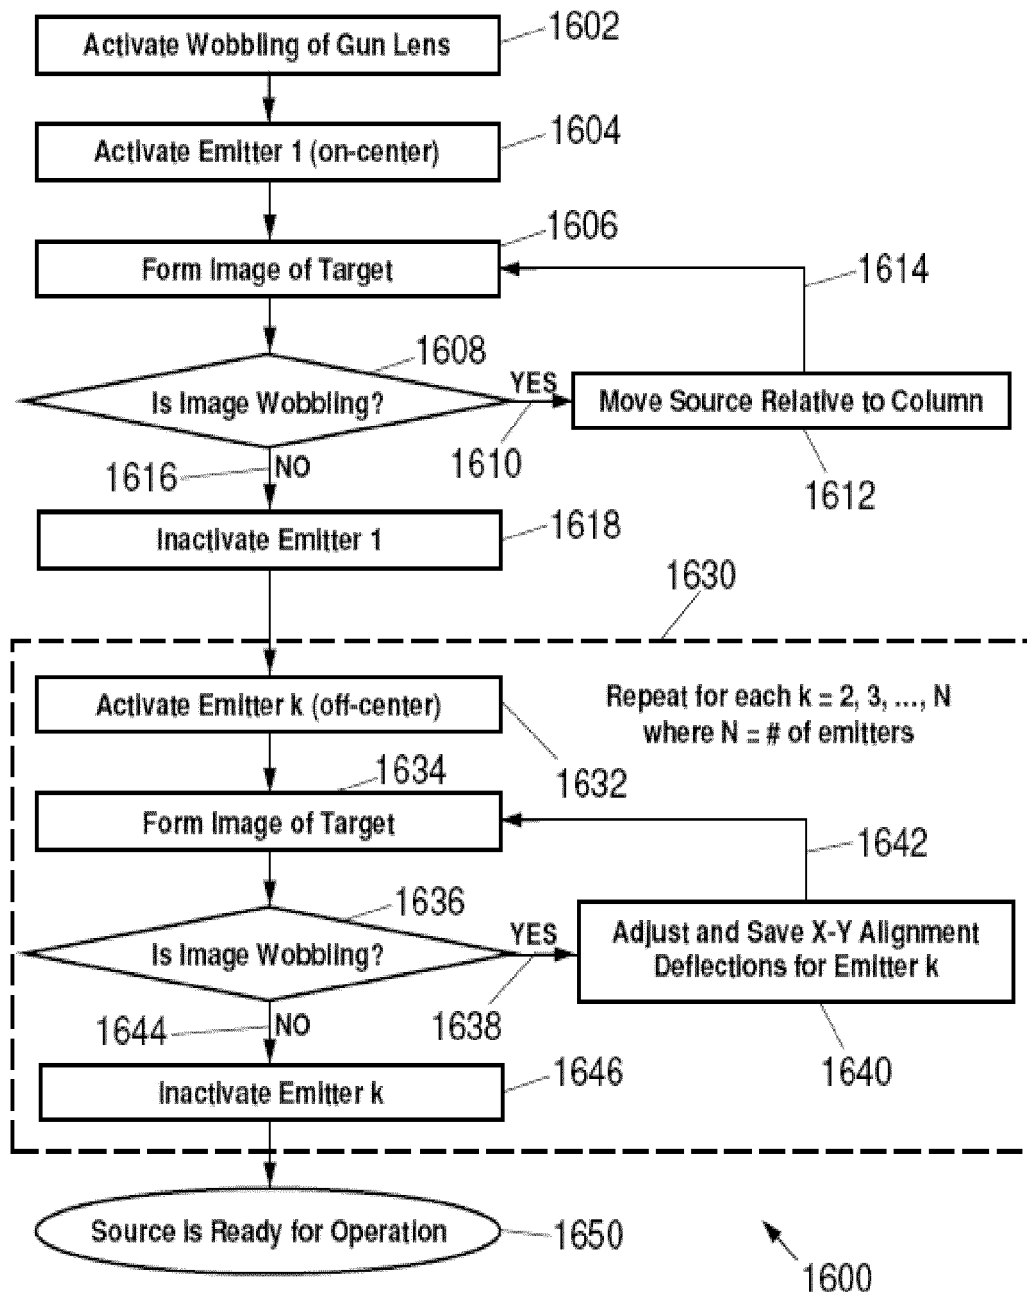 Activate Wobbling of Gun Lens
1602
Activate Emitter 1 (on-center)
1604
1606
Form Image of Target
1614
1608
Is Image Wobbling?
YES
Move Source Relative to Column
1610
1612
1616
NO
Inactivate Emitter 1
1618
1630
Activate Emitter k (off-center)
Repeat for each k = 2, 3, ..., N
where N = # of emitters
1632
1634
Form Image of Target
1642
1636
Is Image Wobbling?
YES
Adjust and Save X-Y Alignment
Deflections for Emitter k
1638
1640
1644
NO
Inactivate Emitter k
1646
Source is Ready for Operation
1650
1600